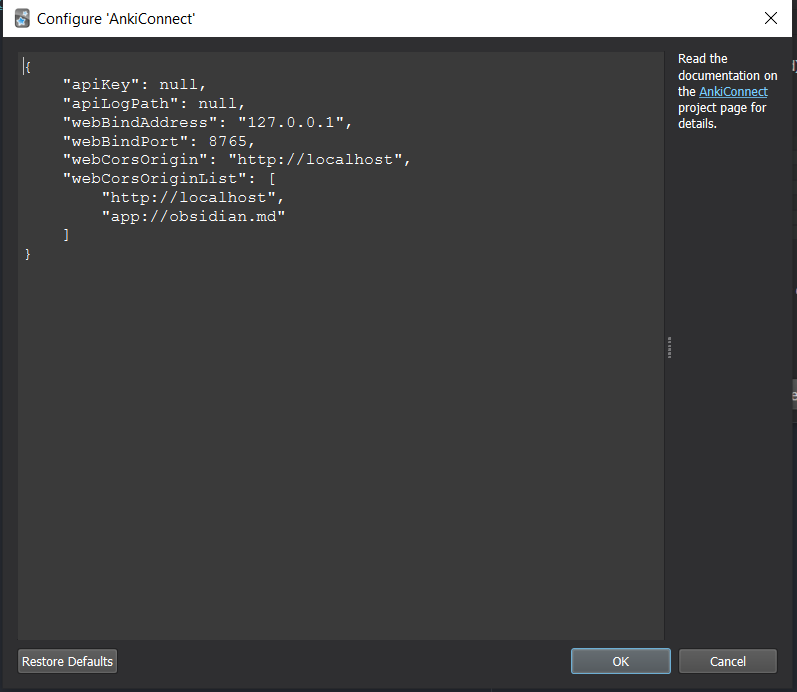 Configure 'AnkiConnect'
{
    "apiKey": null,
    "apiLogPath": null,
    "webBindAddress": "127.0.0.1",
    "webBindPort": 8765,
    "webCorsOrigin": "http://localhost",
    "webCorsOriginList": [
        "http://localhost",
        "app://obsidian.md"
    ]
}
Read the
documentation on
the AnkiConnect
project page for
details.
Restore Defaults
OK
Cancel